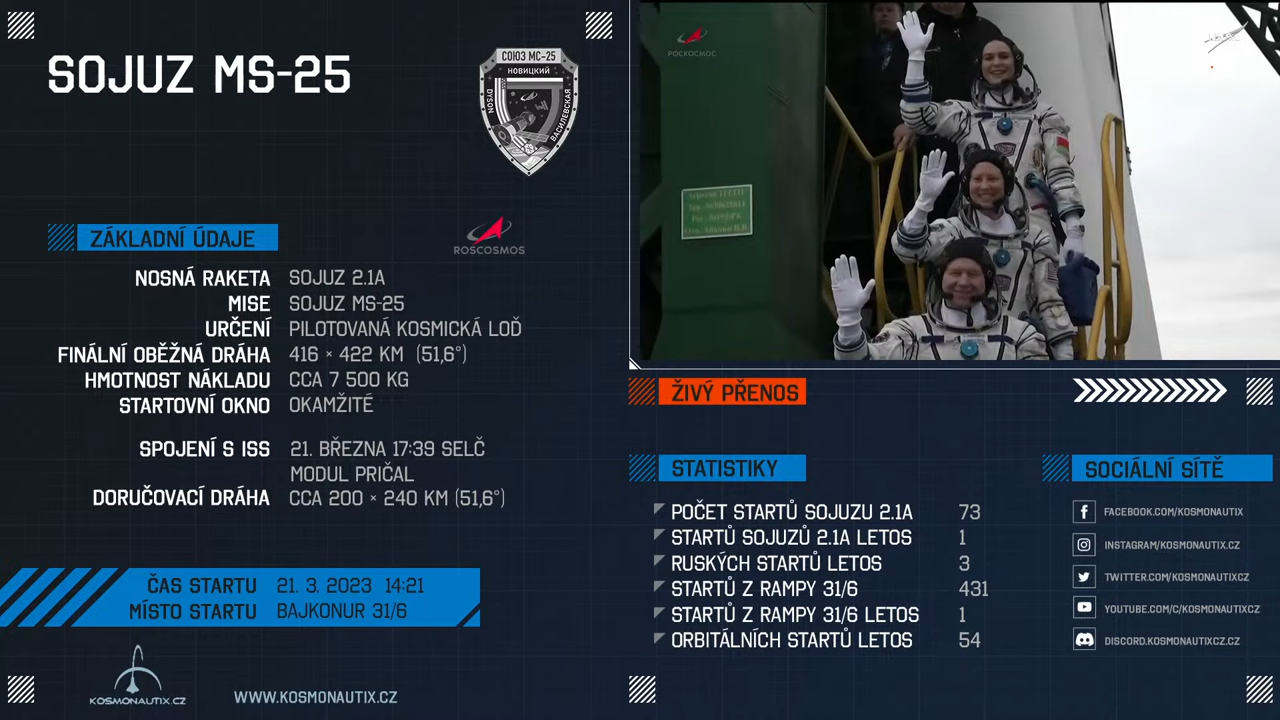 SOJUZ MS-25
СОЮЗ МС-25
НОВИЦКИЙ
DYSON
ВАСИЛЕВСКАЯ
ZÁKLADNÍ ÚDAJE
ROSCOSMOS
NOSNÁ RAKETA SOJUZ 2.1A
MISE SOJUZ MS-25
URČENÍ PILOTOVANÁ KOSMICKÁ LOĎ
FINÁLNÍ OBĚŽNÁ DRÁHA 416 × 422 KM (51,6°)
HMOTNOST NÁKLADU CCA 7 500 KG
STARTOVNÍ OKNO OKAMŽITÉ
SPOJENÍ S ISS 21. BŘEZNA 17:39 SELČ
MODUL PRIČAL
DORUČOVACÍ DRÁHA CCA 200 × 240 KM (51,6°)
ČAS STARTU 21. 3. 2023 14:21
MÍSTO STARTU BAJKONUR 31/6
KOSMONAUTIX.CZ
WWW.KOSMONAUTIX.CZ
РОСКОСМОС
ŽIVÝ PŘENOS
STATISTIKY
POČET STARTŮ SOJUZU 2.1A 73
STARTŮ SOJUZŮ 2.1A LETOS 1
RUSKÝCH STARTŮ LETOS 3
STARTŮ Z RAMPY 31/6 431
STARTŮ Z RAMPY 31/6 LETOS 1
ORBITÁLNÍCH STARTŮ LETOS 54
SOCIÁLNÍ SÍTĚ
FACEBOOK.COM/KOSMONAUTIX
INSTAGRAM/KOSMONAUTIX.CZ
TWITTER.COM/KOSMONAUTIXCZ
YOUTUBE.COM/C/KOSMONAUTIXCZ
DISCORD.KOSMONAUTIXCZ.CZ